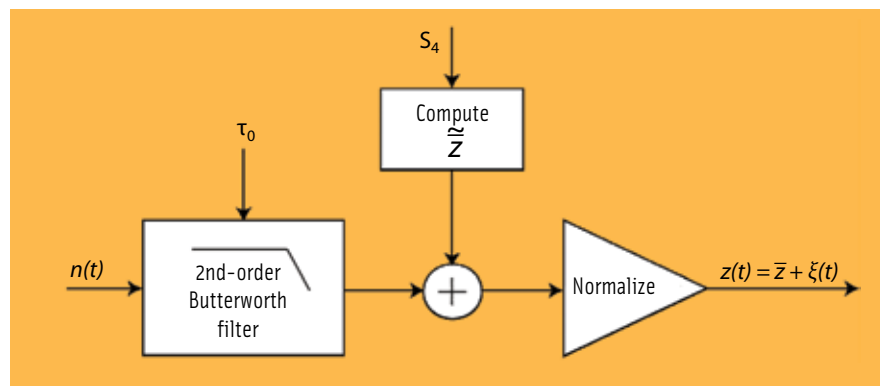 S₄
Compute
z̿̃
τ₀
n(t)
2nd-order
Butterworth
filter
+
Normalize
z(t) = z̅ + ξ(t)